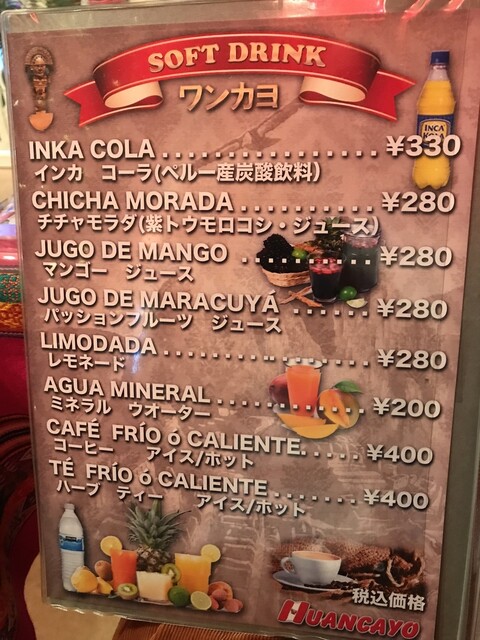 SOFT DRINK
ワンカヨ
INKA COLA ................ ¥330
インカ コーラ(ペルー産炭酸飲料)
CHICHA MORADA .......... ¥280
チチャモラダ(紫トウモロコシ・ジュース)
JUGO DE MANGO .......... ¥280
マンゴー ジュース
JUGO DE MARACUYÁ ....... ¥280
パッションフルーツ ジュース
LIMODADA ................ ¥280
レモネード
AGUA MINERAL ............ ¥200
ミネラル ウオーター
CAFÉ FRÍO ó CALIENTE ..... ¥400
コーヒー アイス/ホット
TÉ FRÍO ó CALIENTE ....... ¥400
ハーブ ティー アイス/ホット
INCA KOLA
税込価格
HUANCAYO